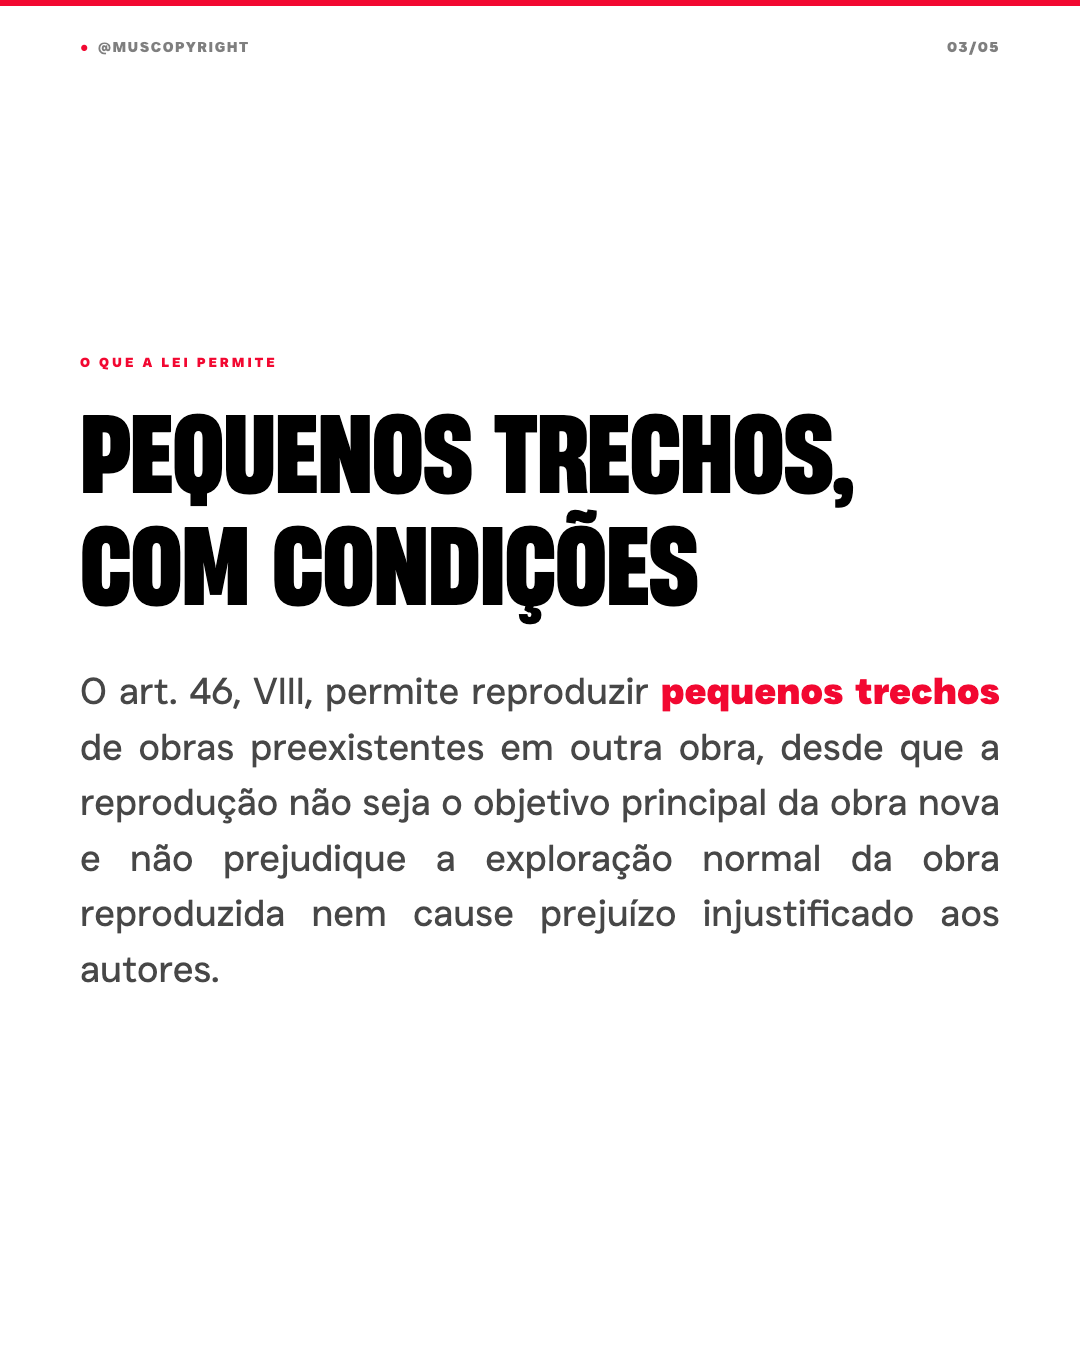 • @MUSCOPYRIGHT
03/05
O QUE A LEI PERMITE
PEQUENOS TRECHOS,
COM CONDIÇÕES
O art. 46, VIII, permite reproduzir pequenos trechos
de obras preexistentes em outra obra, desde que a
reprodução não seja o objetivo principal da obra nova
e não prejudique a exploração normal da obra
reproduzida nem cause prejuízo injustificado aos
autores.